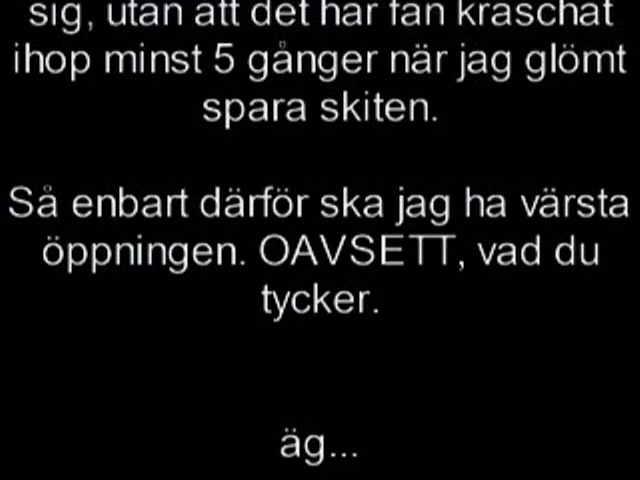 sig, utan att det har fan kraschat
ihop minst 5 gånger när jag glömt
spara skiten.
Så enbart därför ska jag ha värsta
öppningen. OAVSETT, vad du
tycker.
äg...